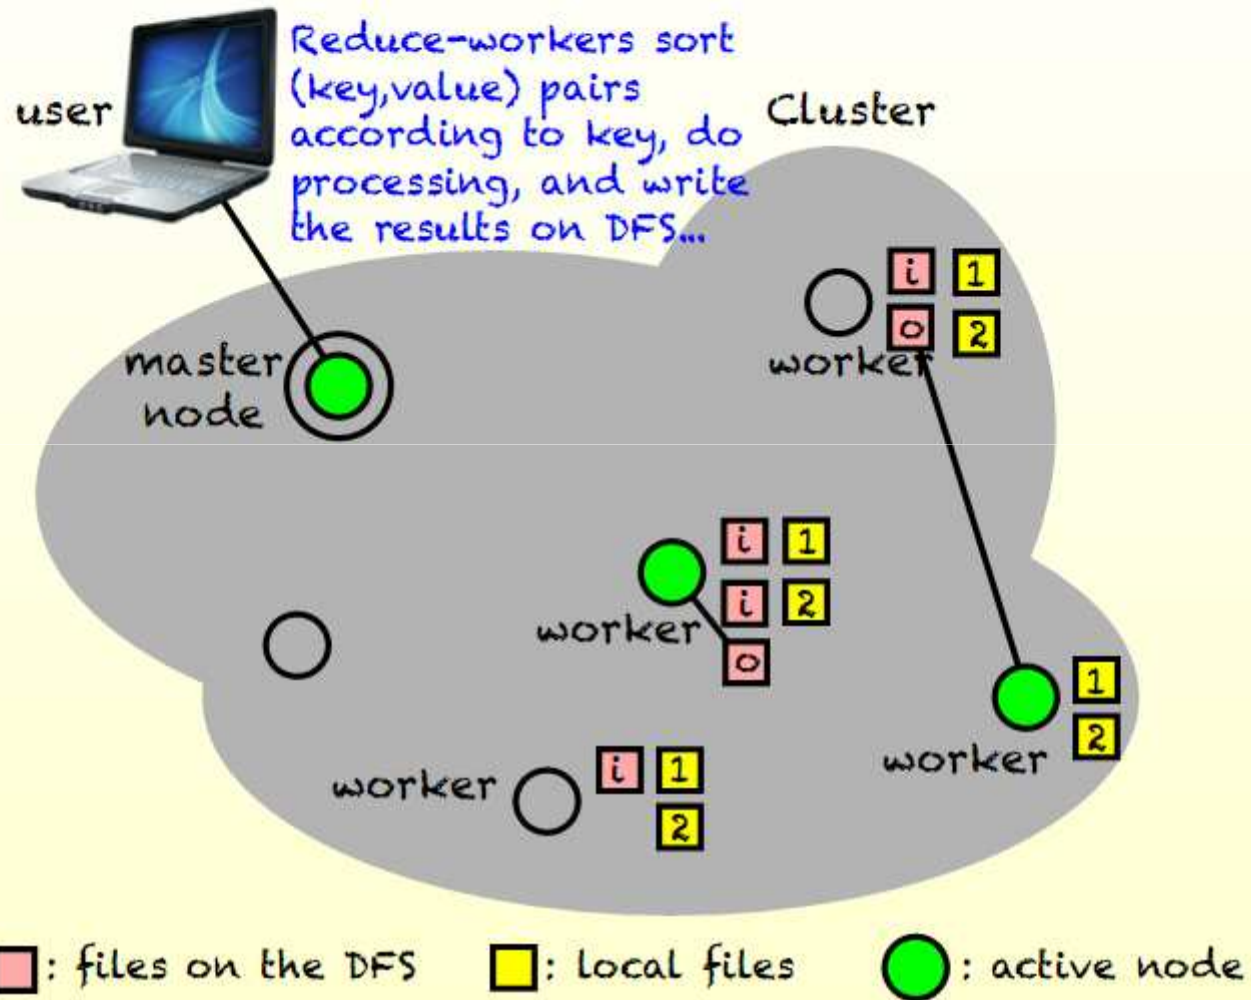 user
Reduce-workers sort
(key,value) pairs
according to key, do
processing, and write
the results on DFS...
Cluster
i 1
o 2
worker
master
node
i 1
i 2
worker
o
1
2
worker
worker
i 1
2
: files on the DFS
: local files
: active node